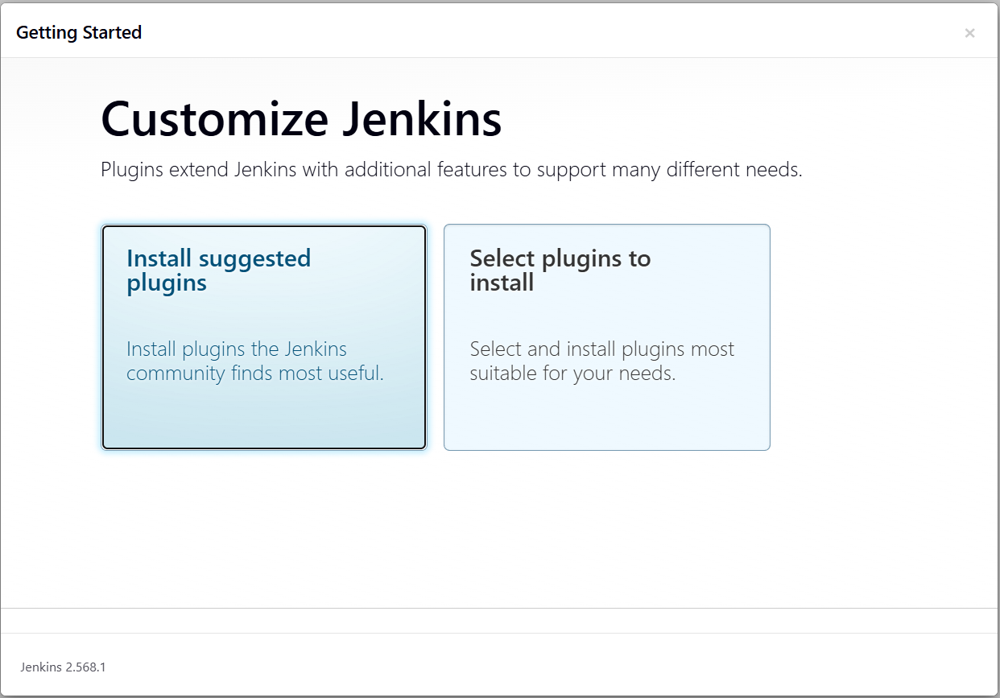 Getting Started
×
Customize Jenkins
Plugins extend Jenkins with additional features to support many different needs.
Install suggested
plugins
Install plugins the Jenkins
community finds most useful.
Select plugins to
install
Select and install plugins most
suitable for your needs.
Jenkins 2.568.1